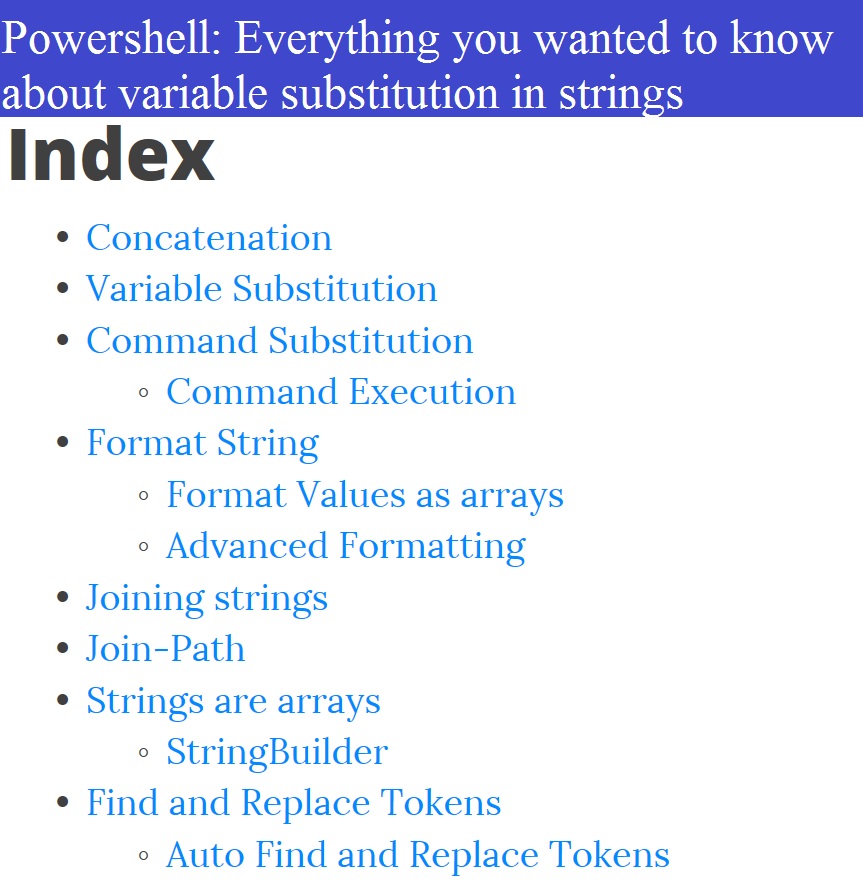 Powershell: Everything you wanted to know
about variable substitution in strings
Index
Concatenation
Variable Substitution
Command Substitution
Command Execution
Format String
Format Values as arrays
Advanced Formatting
Joining strings
Join-Path
Strings are arrays
StringBuilder
Find and Replace Tokens
Auto Find and Replace Tokens